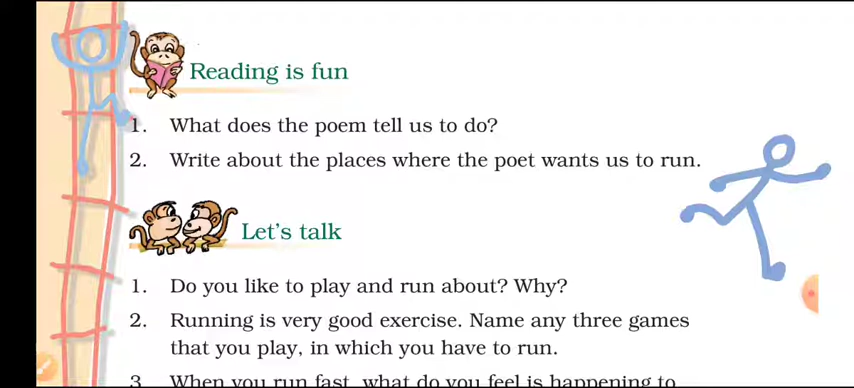 Reading is fun
1. What does the poem tell us to do?
2. Write about the places where the poet wants us to run.
Let's talk
1. Do you like to play and run about? Why?
2. Running is very good exercise. Name any three games
that you play, in which you have to run.
3 When you run fast, what do you feel is happening to